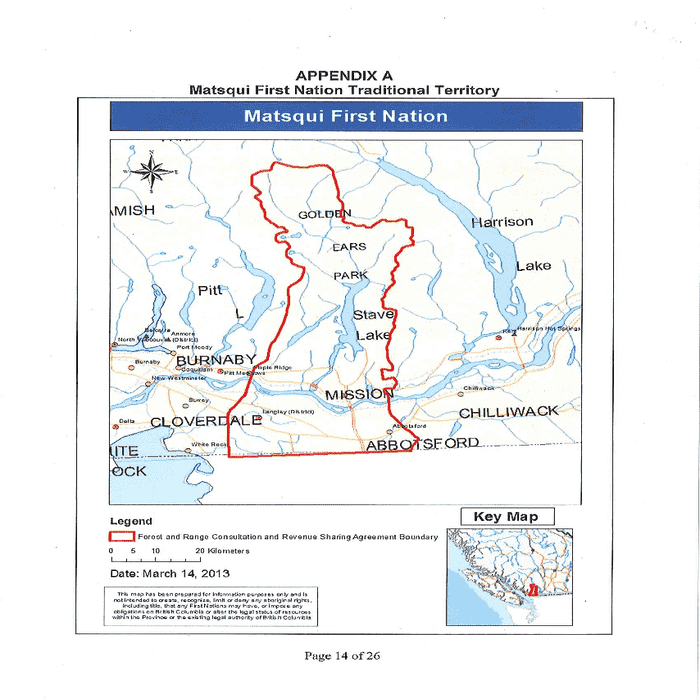 APPENDIX A
Matsqui First Nation Traditional Territory
Matsqui First Nation
N
W
E
S
AMISH
GOLDEN
EARS
PARK
Harrison
Lake
Pitt
L
Stave
Lake
Belcarra
Anmore
North Vancouver (District)
Port Moody
Harrison Hot Springs
Kent
BURNABY
Burnaby
Coquitlam
Pitt Meadows
Maple Ridge
New Westminster
MISSION
Chilliwack
Surrey
CHILLIWACK
Langley (District)
Delta
CLOVERDALE
Abbotsford
White Rock
ABBOTSFORD
ITE
OCK
Legend
Forest and Range Consultation and Revenue Sharing Agreement Boundary
0 5 10 20 Kilometers
Date: March 14, 2013
Key Map
This map has been prepared for information purposes only and is
not intended to create, recognize, limit or deny any aboriginal rights,
including title, that any First Nations may have, or impose any
obligations on British Columbia or alter the legal status of resources
within the Province or the existing legal authority of British Columbia
Page 14 of 26